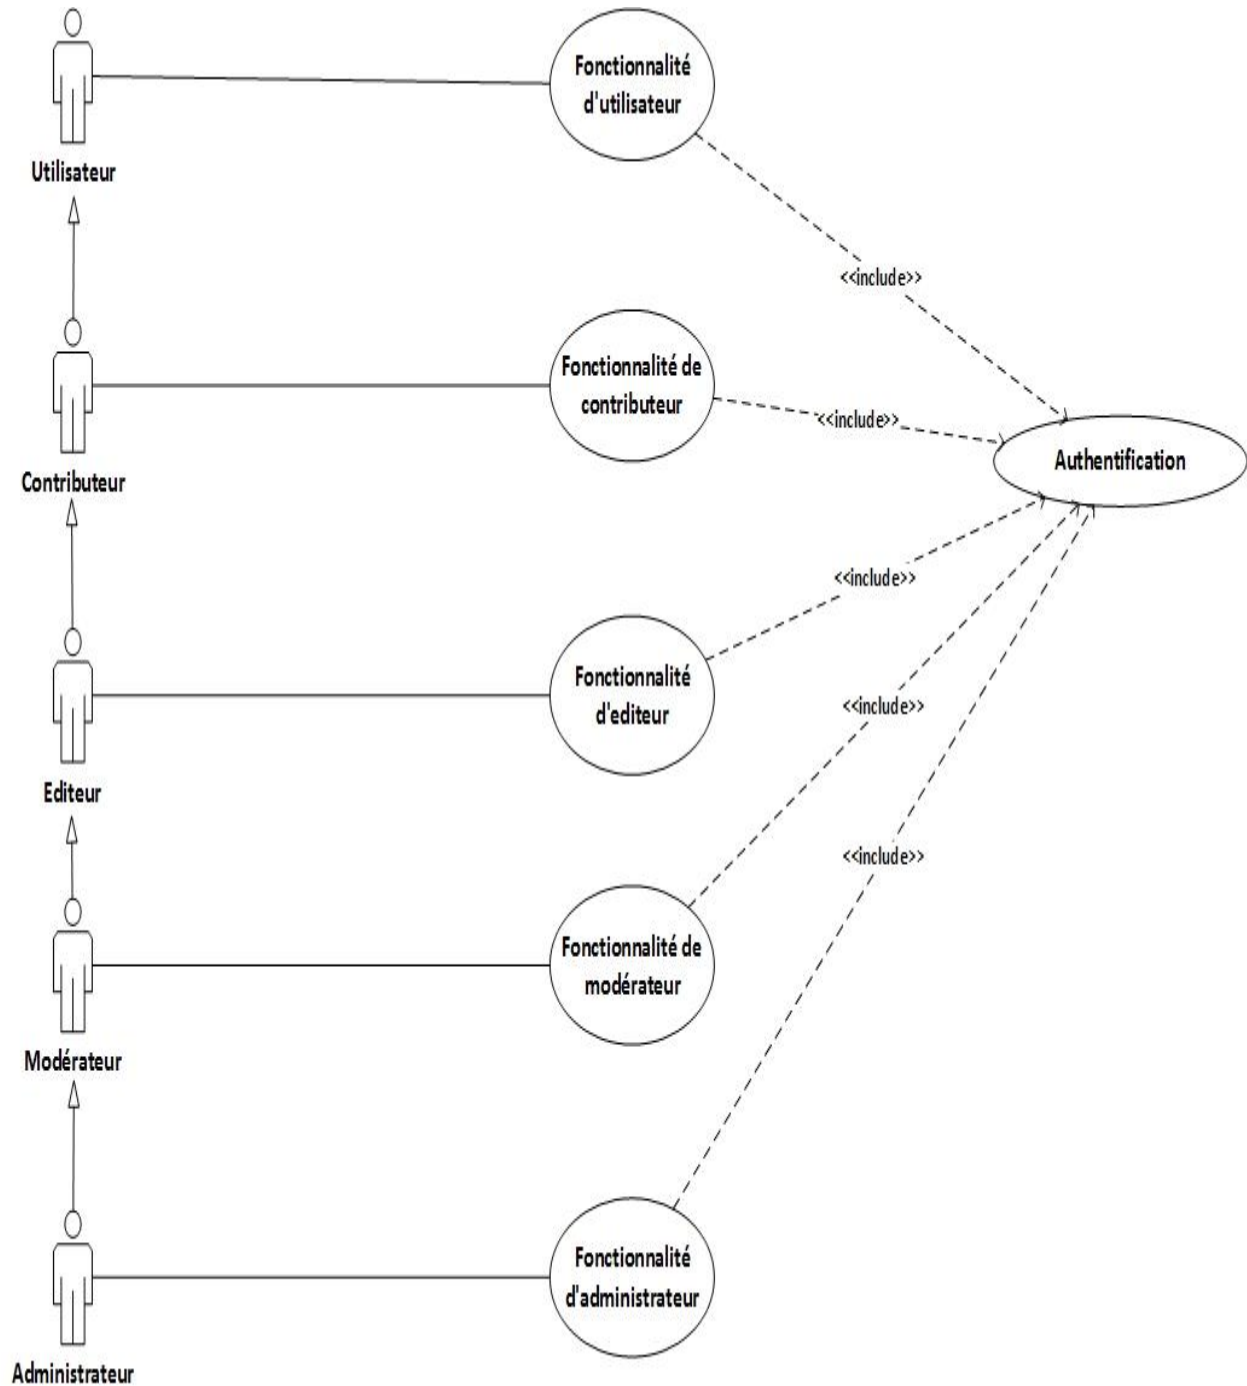 Fonctionnalité
d'utilisateur
Utilisateur
<<include>>
Fonctionnalité de
contributeur
<<include>>
Authentification
Contributeur
<<include>>
Fonctionnalité
d'editeur
<<include>>
Editeur
<<include>>
Fonctionnalité de
modérateur
Modérateur
Fonctionnalité
d'administrateur
Administrateur